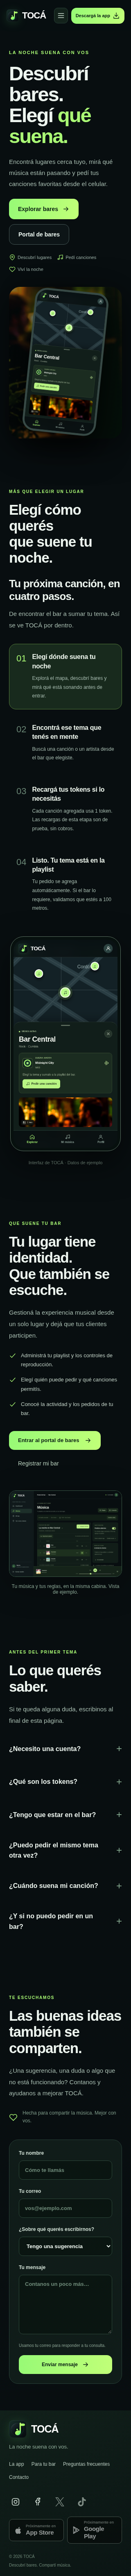 TOCÁ
Descargá la app
LA NOCHE SUENA CON VOS
Descubrí
bares.
Elegí qué
suena.
Encontrá lugares cerca tuyo, mirá qué
música están pasando y pedí tus
canciones favoritas desde el celular.
Explorar bares
Portal de bares
Descubrí lugares
Pedí canciones
Viví la noche
TOCÁ
Bar Central
MÁS QUE ELEGIR UN LUGAR
Elegí cómo
querés
que suene tu
noche.
Tu próxima canción, en
cuatro pasos.
De encontrar el bar a sumar tu tema. Así
se ve TOCÁ por dentro.
01 Elegí dónde suena tu
noche
Explorá el mapa, descubrí bares y
mirá qué está sonando antes de
entrar.
02 Encontrá ese tema que
tenés en mente
Buscá una canción o un artista desde
el bar que elegiste.
03 Recargá tus tokens si lo
necesitás
Cada canción agregada usa 1 token.
Las recargas de esta etapa son de
prueba, sin cobros.
04 Listo. Tu tema está en la
playlist
Tu pedido se agrega
automáticamente. Si el bar lo
requiere, validamos que estés a 100
metros.
TOCÁ
Bar Central
Explorar
Mi música
Perfil
Interfaz de TOCÁ · Datos de ejemplo
QUE SUENE TU BAR
Tu lugar tiene
identidad.
Que también se
escuche.
Gestioná la experiencia musical desde
un solo lugar y dejá que tus clientes
participen.
Administrá tu playlist y los controles de
reproducción.
Elegí quién puede pedir y qué canciones
permitís.
Conocé la actividad y los pedidos de tu
bar.
Entrar al portal de bares
Registrar mi bar
Música
Tu música y tus reglas, en la misma cabina. Vista
de ejemplo.
ANTES DEL PRIMER TEMA
Lo que querés
saber.
Si te queda alguna duda, escribinos al
final de esta página.
¿Necesito una cuenta?
¿Qué son los tokens?
¿Tengo que estar en el bar?
¿Puedo pedir el mismo tema
otra vez?
¿Cuándo suena mi canción?
¿Y si no puedo pedir en un
bar?
TE ESCUCHAMOS
Las buenas ideas
también se
comparten.
¿Una sugerencia, una duda o algo que
no está funcionando? Contanos y
ayudanos a mejorar TOCÁ.
Hecha para compartir la música. Mejor con
vos.
Tu nombre
Cómo te llamás
Tu correo
vos@ejemplo.com
¿Sobre qué querés escribirnos?
Tengo una sugerencia
Tu mensaje
Contanos un poco más…
Usamos tu correo para responder a tu consulta.
Enviar mensaje
TOCÁ
La noche suena con vos.
La app
Para tu bar
Preguntas frecuentes
Contacto
Próximamente en
App Store
Próximamente en
Google
Play
© 2026 TOCÁ
Descubrí bares. Compartí música.